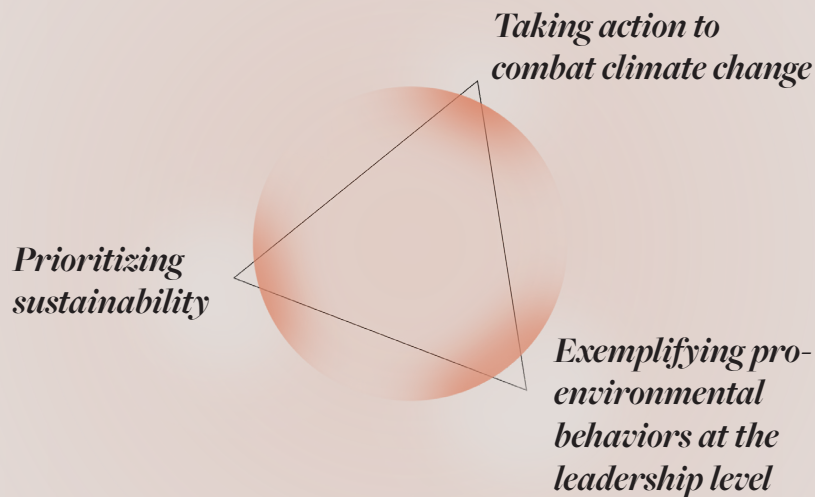 Taking action to
combat climate change
Prioritizing
sustainability
Exemplifying pro-
environmental
behaviors at the
leadership level